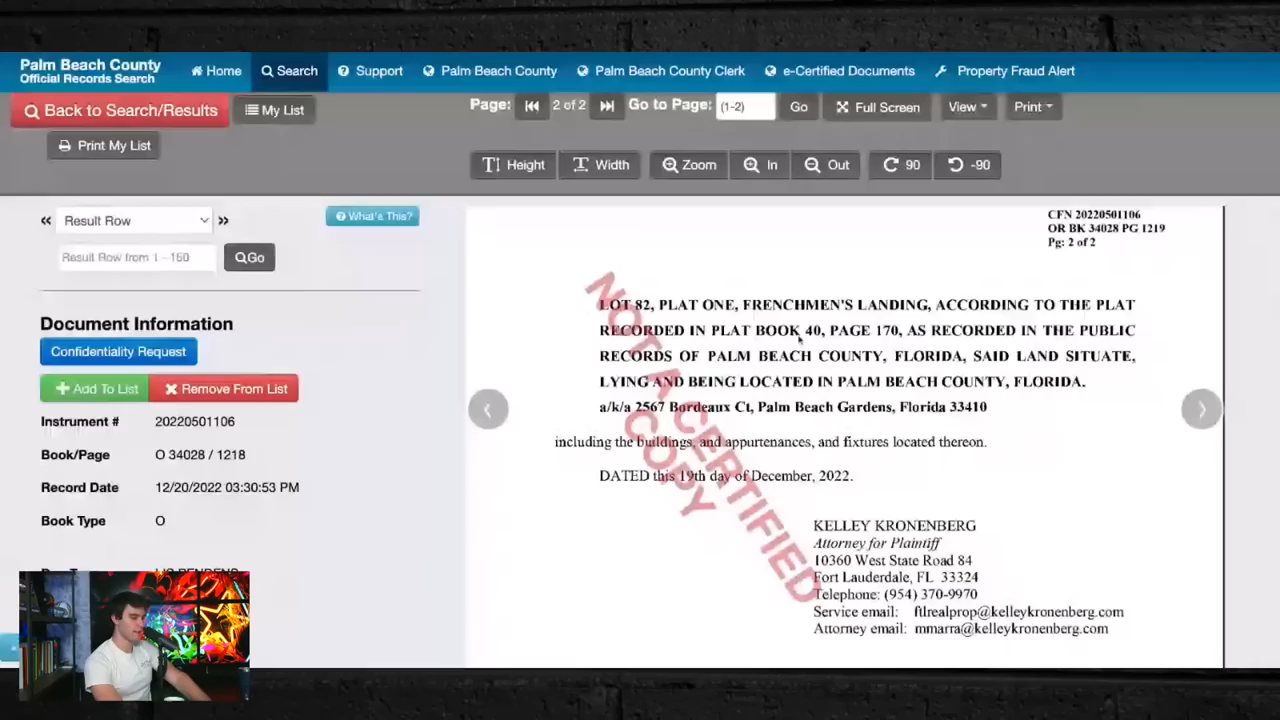 Palm Beach County
Official Records Search
Home
Search
Support
Palm Beach County
Palm Beach County Clerk
e-Certified Documents
Property Fraud Alert
Back to Search/Results
My List
Print My List
Page:
2 of 2
Go to Page:
(1-2)
Go
Full Screen
View
Print
Height
Width
Zoom
In
Out
90
-90
«
Result Row
»
What's This?
Result Row from 1 - 160
Go
Document Information
Confidentiality Request
Add To List
Remove From List
Instrument # 20220501106
Book/Page O 34028 / 1218
Record Date 12/20/2022 03:30:53 PM
Book Type O
CFN 20220501106
OR BK 34028 PG 1219
Pg: 2 of 2
LOT 82, PLAT ONE, FRENCHMEN'S LANDING, ACCORDING TO THE PLAT
RECORDED IN PLAT BOOK 40, PAGE 170, AS RECORDED IN THE PUBLIC
RECORDS OF PALM BEACH COUNTY, FLORIDA, SAID LAND SITUATE,
LYING AND BEING LOCATED IN PALM BEACH COUNTY, FLORIDA.
a/k/a 2567 Bordeaux Ct, Palm Beach Gardens, Florida 33410
including the buildings, and appurtenances, and fixtures located thereon.
DATED this 19th day of December, 2022.
KELLEY KRONENBERG
Attorney for Plaintiff
10360 West State Road 84
Fort Lauderdale, FL 33324
Telephone: (954) 370-9970
Service email: ftlrealprop@kelleykronenberg.com
Attorney email: mmarra@kelleykronenberg.com
NOT A CERTIFIED
COPY